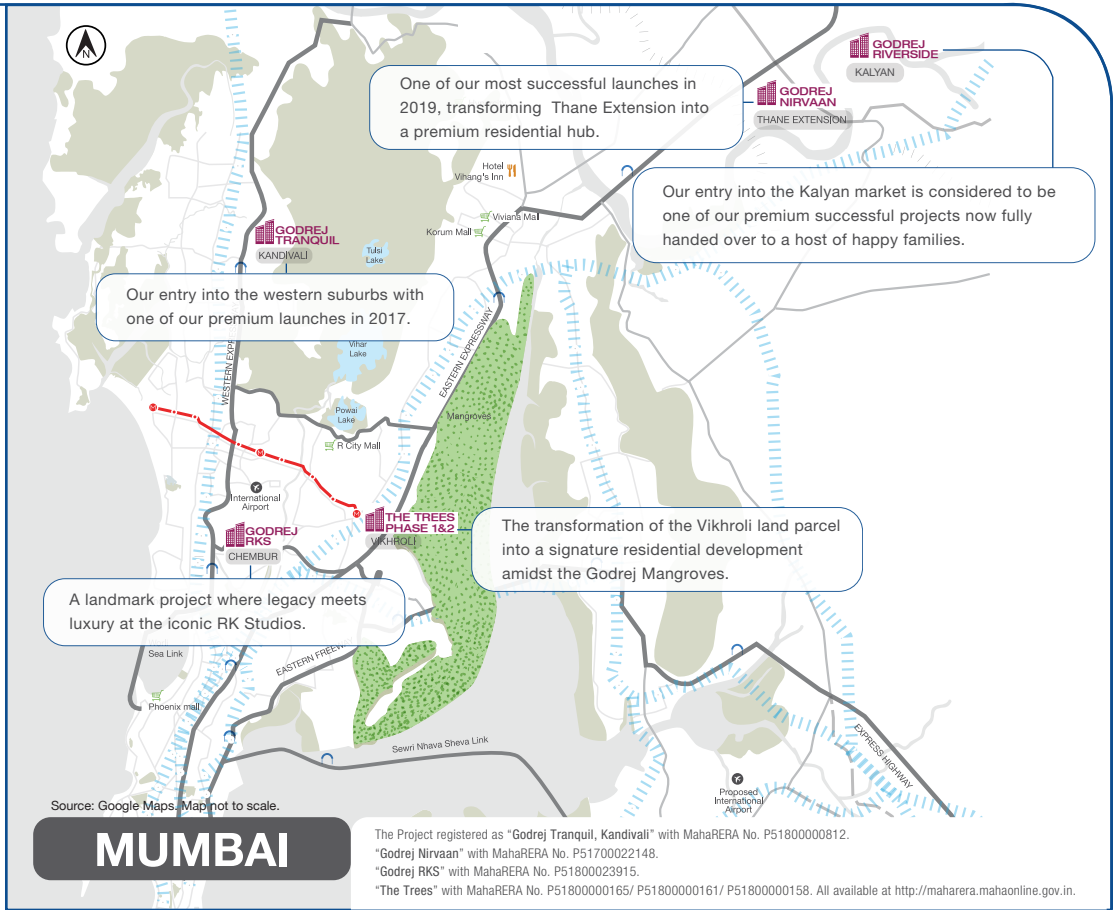 N
GODREJ
RIVERSIDE
KALYAN
One of our most successful launches in
2019, transforming Thane Extension into
a premium residential hub.
GODREJ
NIRVAAN
THANE EXTENSION
Hotel
Vihang's Inn
Our entry into the Kalyan market is considered to be
one of our premium successful projects now fully
handed over to a host of happy families.
Viviana Mall
Korum Mall
GODREJ
TRANQUIL
KANDIVALI
Tulsi
Lake
Our entry into the western suburbs with
one of our premium launches in 2017.
Vihar
Lake
WESTERN
EASTERN EXPRESSWAY
Powai
Lake
Mangroves
R City Mall
International
Airport
THE TREES
PHASE 1&2
VIKHROLI
GODREJ
RKS
CHEMBUR
The transformation of the Vikhroli land parcel
into a signature residential development
amidst the Godrej Mangroves.
A landmark project where legacy meets
luxury at the iconic RK Studios.
Sea Link
EASTERN
Phoenix mall
Sewri Nhava Sheva Link
EXPRESS HIGHWAY
Proposed
International
Airport
Source: Google Maps. Map not to scale.
MUMBAI
The Project registered as “Godrej Tranquil, Kandivali” with MahaRERA No. P51800000812.
“Godrej Nirvaan” with MahaRERA No. P51700022148.
“Godrej RKS” with MahaRERA No. P51800023915.
“The Trees” with MahaRERA No. P51800000165/ P51800000161/ P51800000158. All available at http://maharera.mahaonline.gov.in.